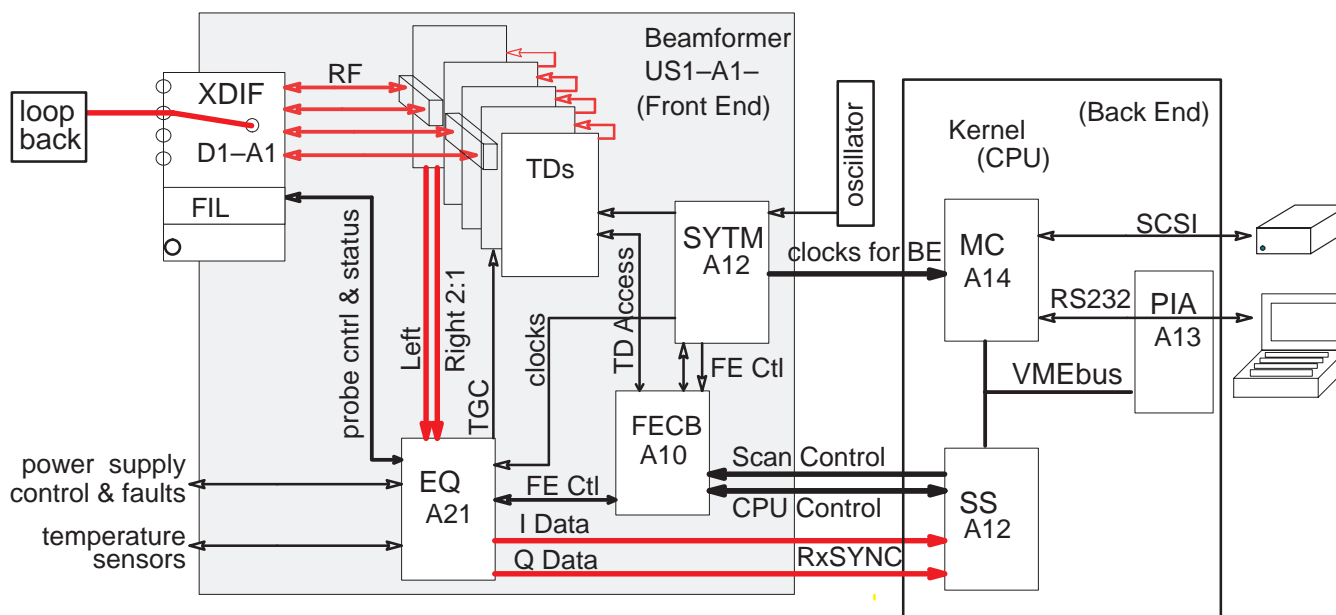 Beamformer
US1–A1–
(Front End)
loop
back
XDIF
D1–A1
FIL
RF
TDs
oscillator
(Back End)
Kernel
(CPU)
SYTM
A12
clocks for BE
MC
A14
SCSI
RS232
PIA
A13
VMEbus
probe cntrl & status
Left
Right 2:1
TGC
clocks
TD Access
FE Ctl
FECB
A10
power supply
control & faults
temperature
sensors
EQ
A21
FE Ctl
Scan Control
CPU Control
SS
A12
I Data
Q Data
RxSYNC